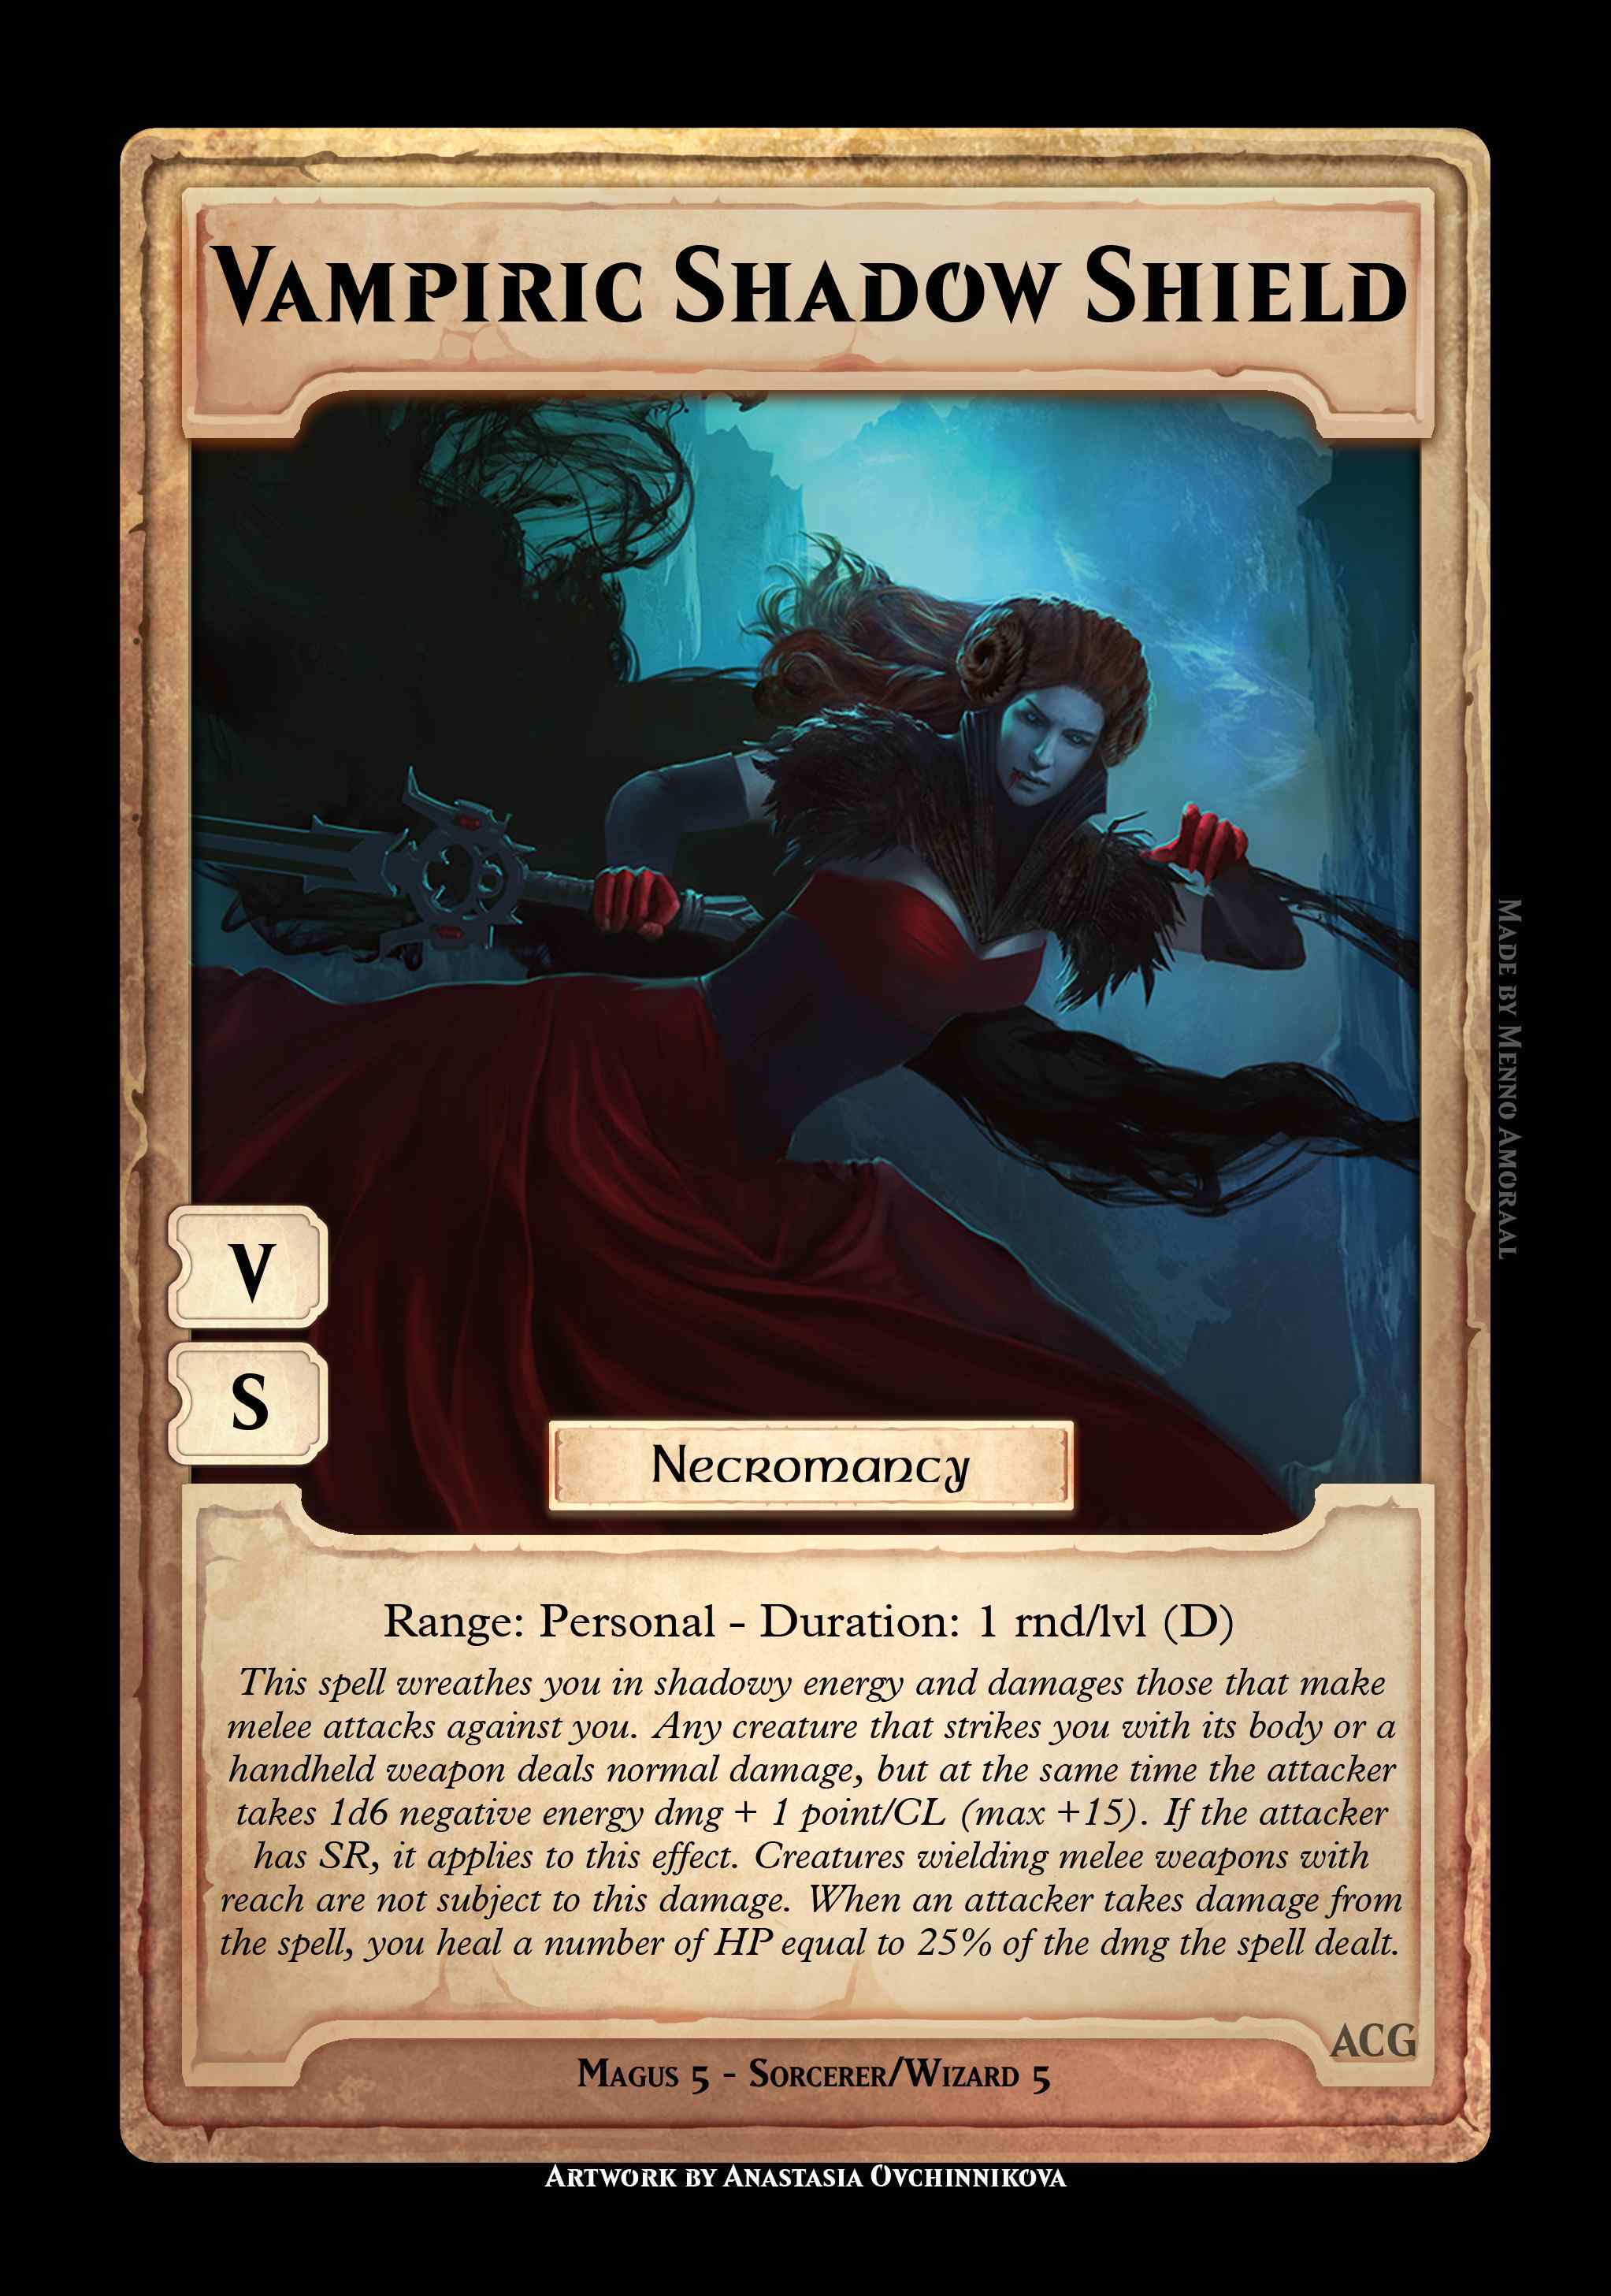 Vampiric Shadow Shield
Made by Menno Amoraal
V
S
Necromancy
Range: Personal - Duration: 1 rnd/lvl (D)
This spell wreathes you in shadowy energy and damages those that make
melee attacks against you. Any creature that strikes you with its body or a
handheld weapon deals normal damage, but at the same time the attacker
takes 1d6 negative energy dmg + 1 point/CL (max +15). If the attacker
has SR, it applies to this effect. Creatures wielding melee weapons with
reach are not subject to this damage. When an attacker takes damage from
the spell, you heal a number of HP equal to 25% of the dmg the spell dealt.
ACG
Magus 5 - Sorcerer/Wizard 5
Artwork by Anastasia Ovchinnikova